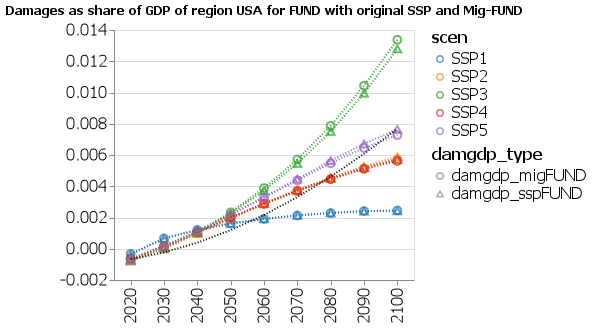 Damages as share of GDP of region USA for FUND with original SSP and Mig-FUND
0.014
0.012
0.010
0.008
0.006
0.004
0.002
0.000
-0.002
2020
2030
2040
2050
2060
2070
2080
2090
2100
scen
SSP1
SSP2
SSP3
SSP4
SSP5
damgdp_type
damgdp_migFUND
damgdp_sspFUND